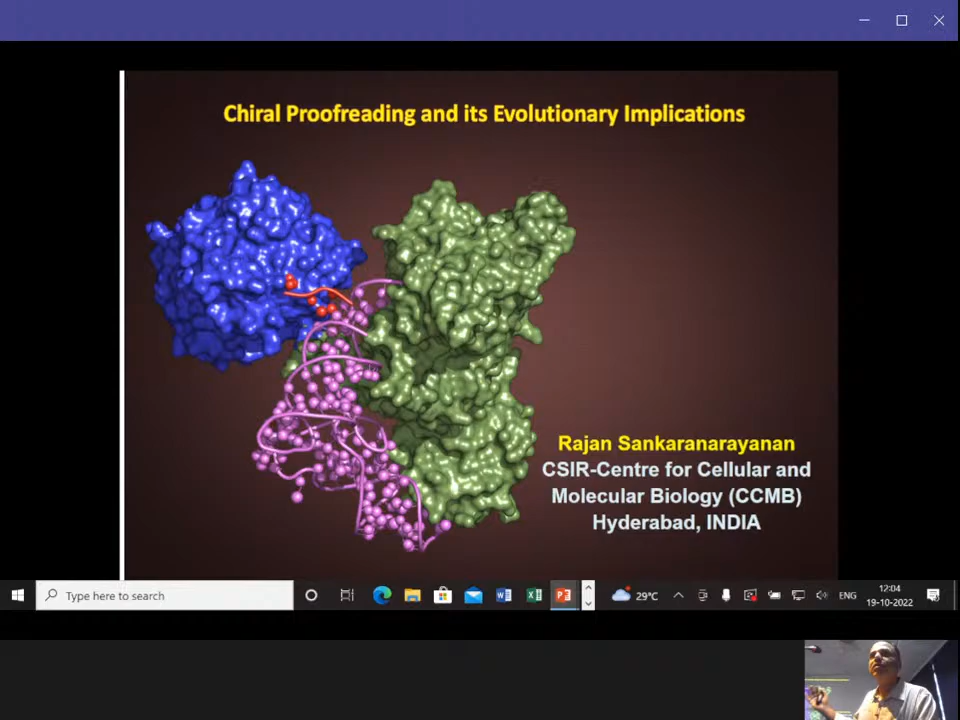 Chiral Proofreading and its Evolutionary Implications
Rajan Sankaranarayanan
CSIR-Centre for Cellular and
Molecular Biology (CCMB)
Hyderabad, INDIA
Type here to search
29°C
ENG
12:04
19-10-2022